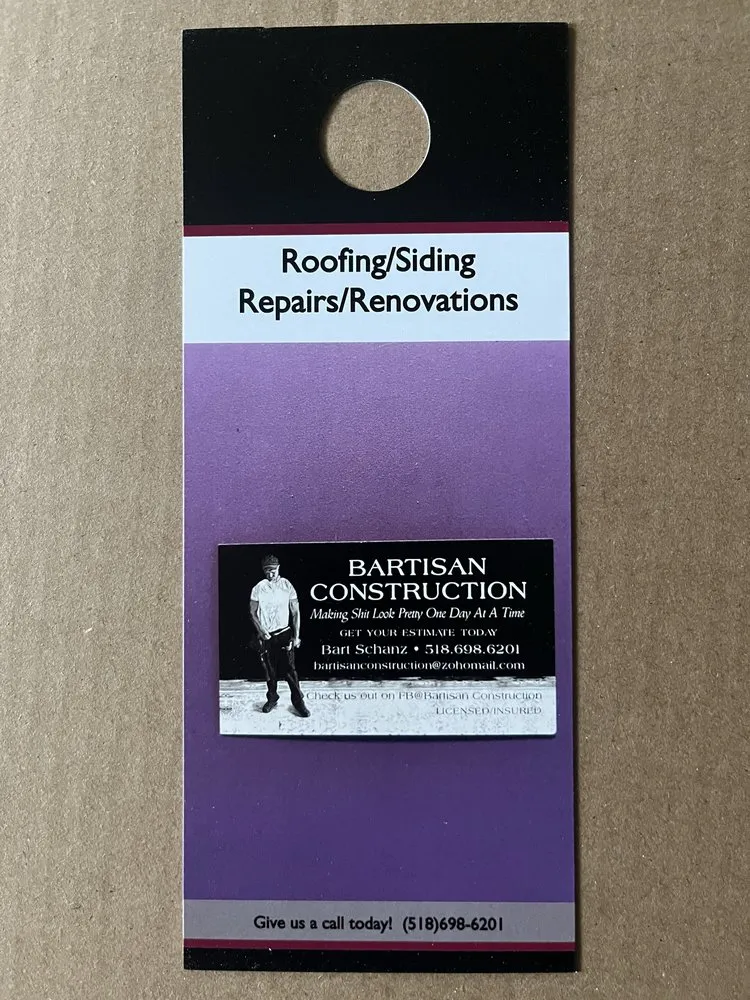 Roofing/Siding
Repairs/Renovations
BARTISAN
CONSTRUCTION
Making Shit Look Pretty One Day At A Time
GET YOUR ESTIMATE TODAY
Bart Schanz • 518.698.6201
bartisanconstruction@zohomail.com
Check us out on FB@Bartisan Construction
LICENSED/INSURED
Give us a call today! (518)698-6201